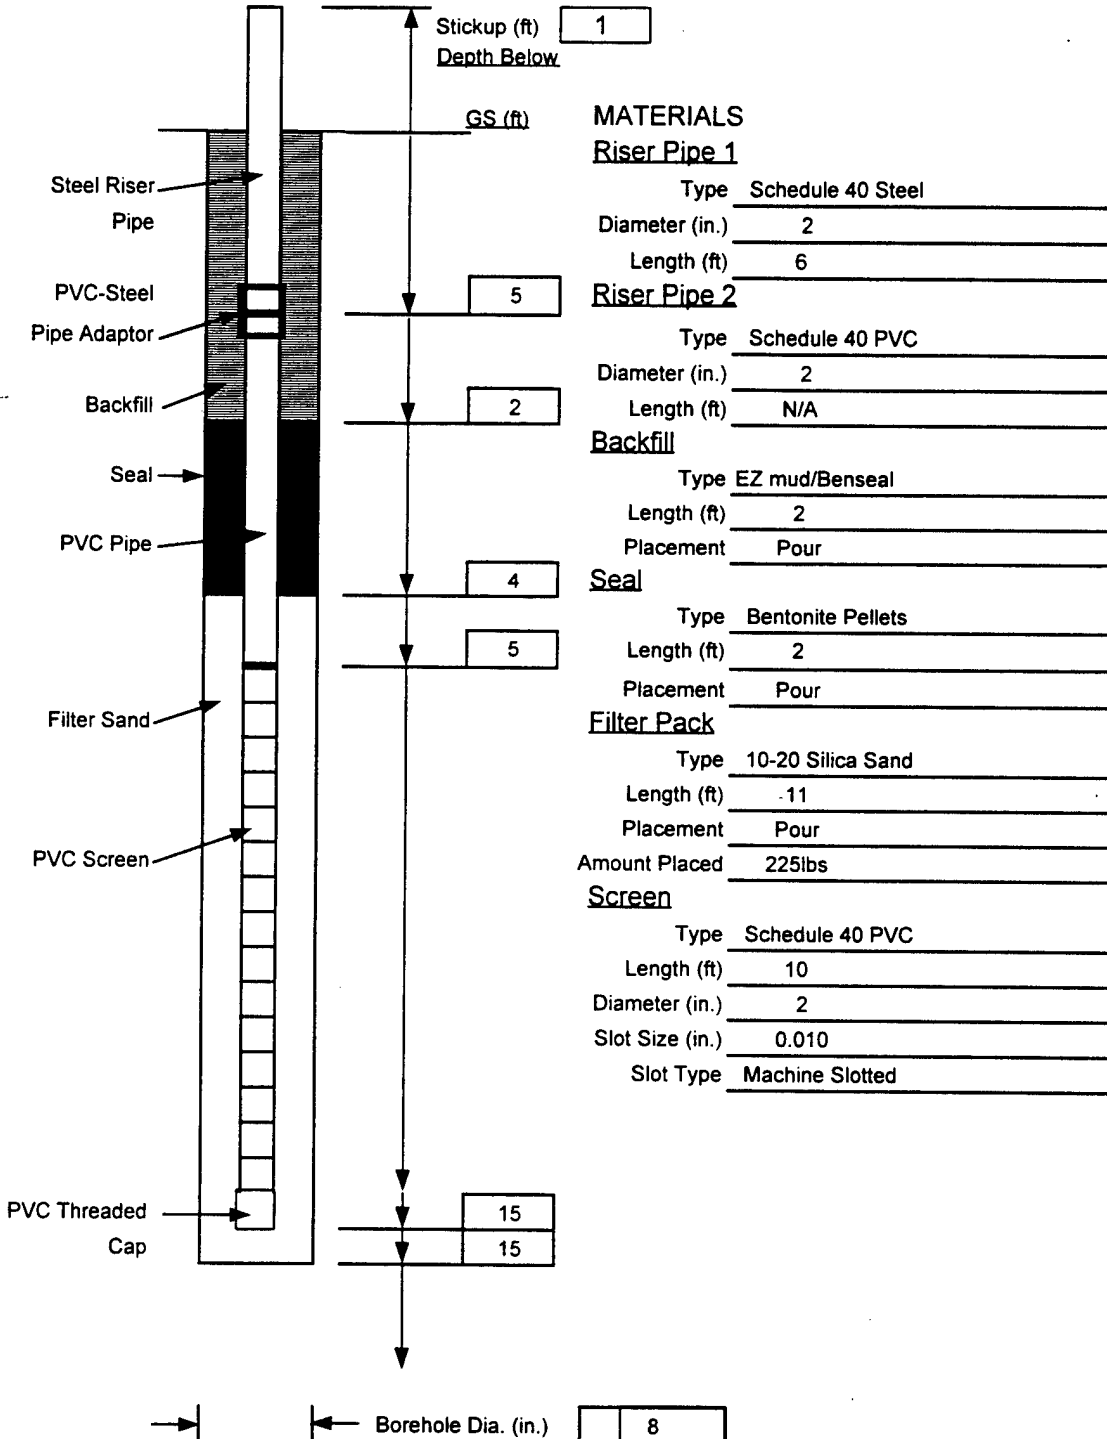 Stickup (ft) 1
Depth Below
GS (ft)
Steel Riser
Pipe
PVC-Steel
Pipe Adaptor
5
Backfill
2
Seal
PVC Pipe
4
5
Filter Sand
PVC Screen
PVC Threaded
Cap
15
15
Borehole Dia. (in.) 8
MATERIALS
Riser Pipe 1
Type Schedule 40 Steel
Diameter (in.) 2
Length (ft) 6
Riser Pipe 2
Type Schedule 40 PVC
Diameter (in.) 2
Length (ft) N/A
Backfill
Type EZ mud/Benseal
Length (ft) 2
Placement Pour
Seal
Type Bentonite Pellets
Length (ft) 2
Placement Pour
Filter Pack
Type 10-20 Silica Sand
Length (ft) 11
Placement Pour
Amount Placed 225lbs
Screen
Type Schedule 40 PVC
Length (ft) 10
Diameter (in.) 2
Slot Size (in.) 0.010
Slot Type Machine Slotted